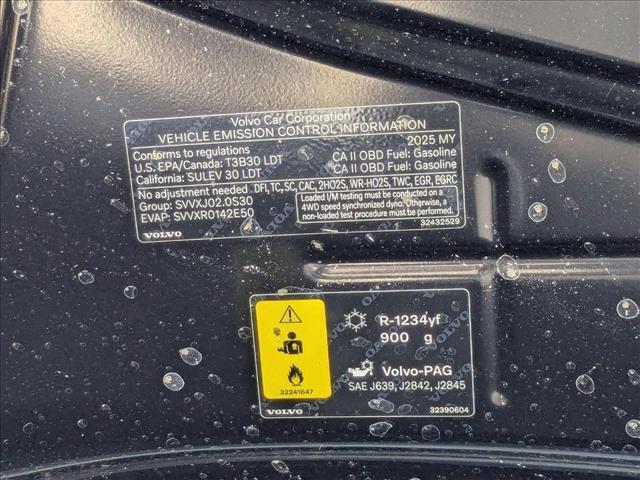 Volvo Car Corporation
VEHICLE EMISSION CONTROL INFORMATION
Conforms to regulations 2025 MY
U.S. EPA/Canada: T3B30 LDT CA II OBD Fuel: Gasoline
California: SULEV 30 LDT CA II OBD Fuel: Gasoline
No adjustment needed DFI, TC, SC, CAC, 2HO2S, WR-HO2S, TWC, EGR, EGRC
Group: SVVXJ02.0S30
EVAP: SVVXR0142E50
Loaded I/M testing must be conducted on a
4WD speed synchronized dyno. Otherwise, a
non-loaded test procedure must be performed.
VOLVO 32432529
R-1234yf
900 g
Volvo-PAG
SAE J639, J2842, J2845
32241647
VOLVO 32390604